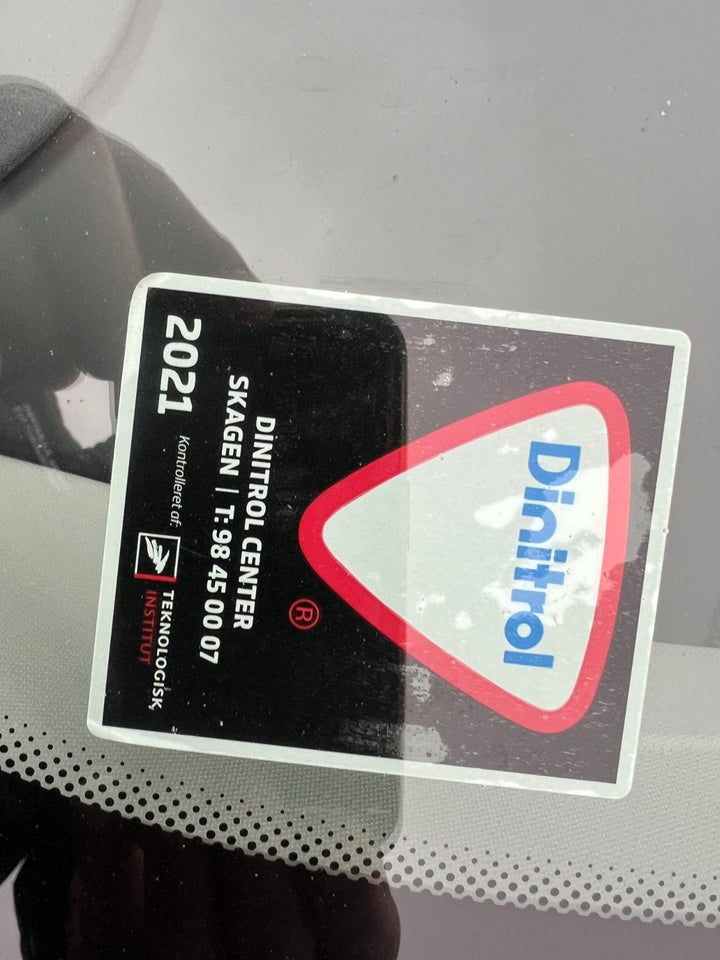 Dinitrol
®
DINITROL CENTER
SKAGEN | T: 98 45 00 07
2021 Kontrolleret af: TEKNOLOGISK
INSTITUT